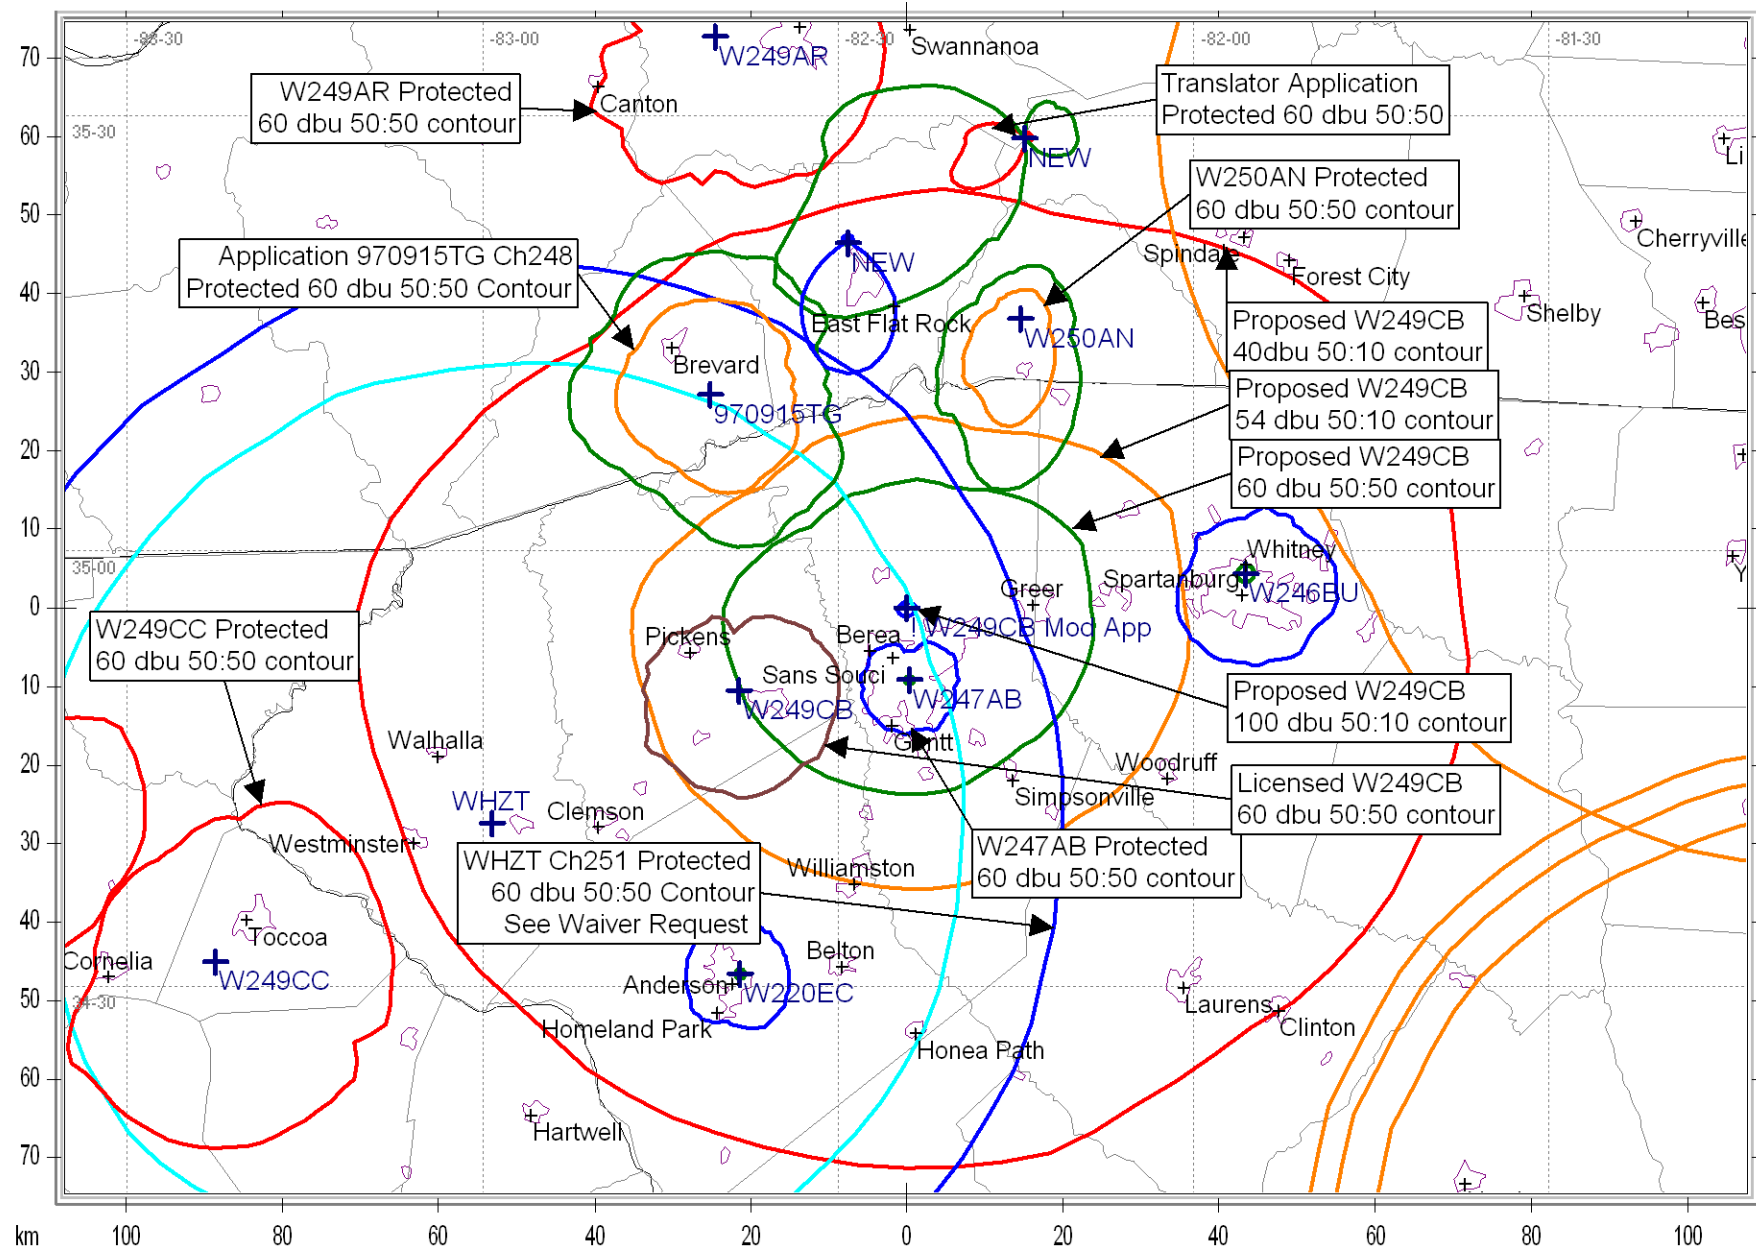 70
60
50
40
30
20
10
0
10
20
30
40
50
60
70
km
100
80
60
40
20
0
20
40
60
80
100
-83-30
-83-00
-82-30
-82-00
-81-30
35-30
35-00
34-30
W249AR
Swannanoa
W249AR Protected
60 dbu 50:50 contour
Canton
Translator Application
Protected 60 dbu 50:50
NEW
Li
W250AN Protected
60 dbu 50:50 contour
Cherryville
Spindale
Forest City
Application 970915TG Ch248
Protected 60 dbu 50:50 Contour
NEW
Shelby
Bes
East Flat Rock
W250AN
Proposed W249CB
40dbu 50:10 contour
Brevard
970915TG
Proposed W249CB
54 dbu 50:10 contour
Proposed W249CB
60 dbu 50:50 contour
Whitney
Spartanburg
W246EU
Y
Greer
W249CB Mod App
W249CC Protected
60 dbu 50:50 contour
Pickens
Berea
Sans Souci
W249CB
W247AB
Proposed W249CB
100 dbu 50:10 contour
Walhalla
Gantt
Woodruff
Simpsonville
Licensed W249CB
60 dbu 50:50 contour
WHZT
Clemson
Westminster
W247AB Protected
60 dbu 50:50 contour
WHZT Ch251 Protected
60 dbu 50:50 Contour
See Waiver Request
Williamston
Toccoa
Cornelia
W249CC
Belton
Anderson
W220EC
Homeland Park
Laurens
Clinton
Honea Path
Hartwell